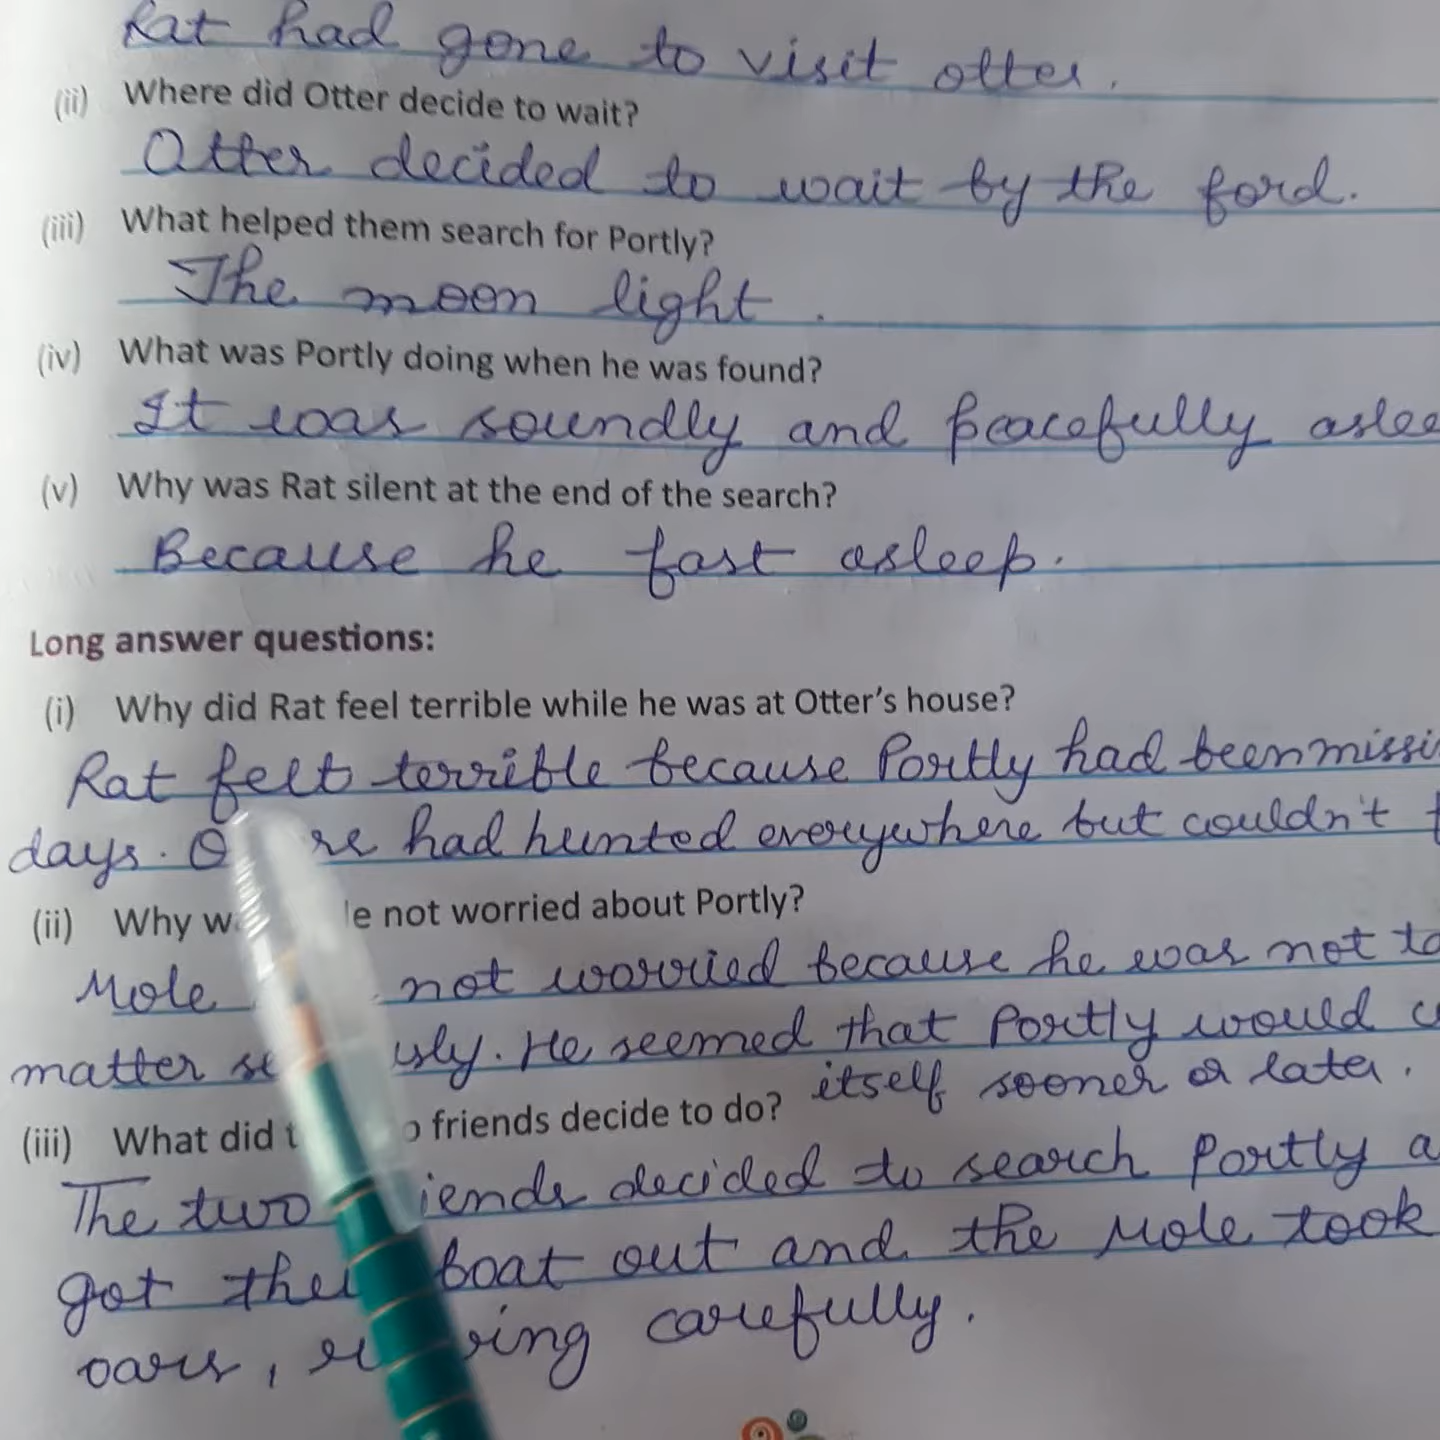 Rat had gone to visit otter.
(ii) Where did Otter decide to wait?
Otter decided to wait by the ford.
(iii) What helped them search for Portly?
The moon light.
(iv) What was Portly doing when he was found?
It was soundly and peacefully aslee
(v) Why was Rat silent at the end of the search?
Because he fast asleep.
Long answer questions:
(i) Why did Rat feel terrible while he was at Otter's house?
Rat felt terrible because Portly had been missi
days. had hunted everywhere but couldn't
(ii) Why not worried about Portly?
Mole not worried because he was not
matter He seemed that Portly would
itself sooner or later.
(iii) What did friends decide to do?
The two decided to search Portly a
got boat out and the Mole took
oars, carefully.